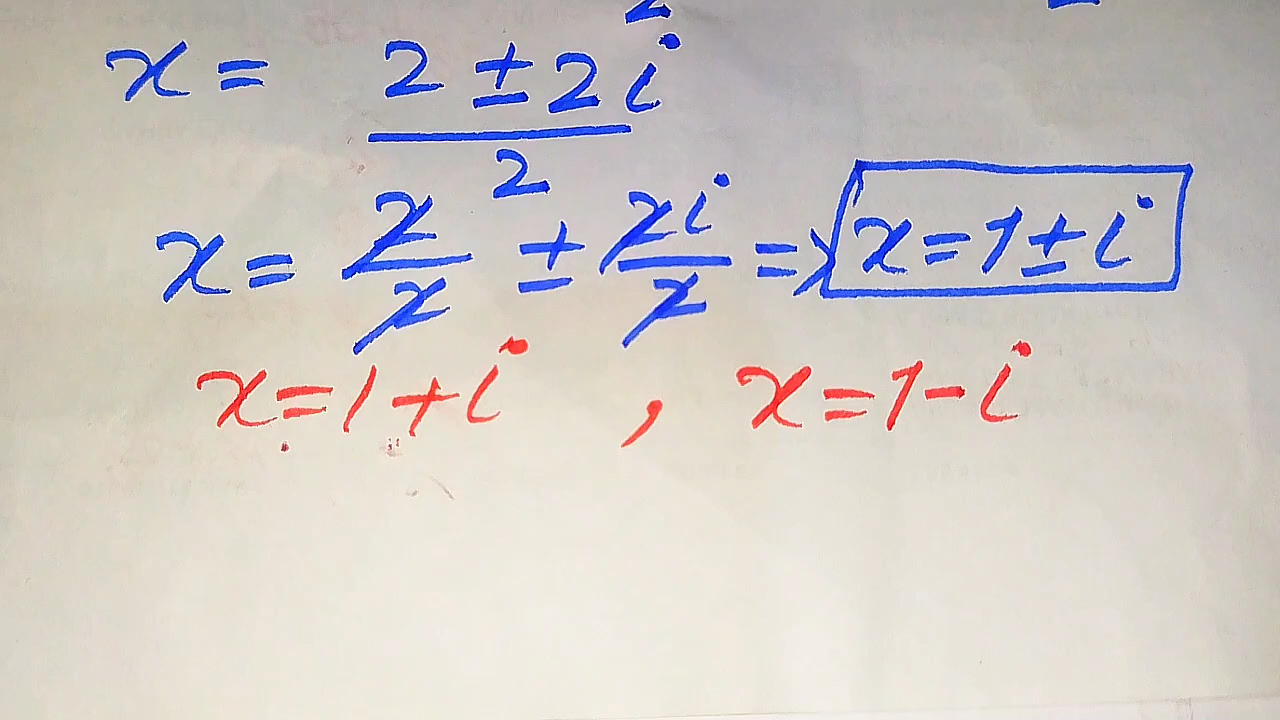 x = 2 ± 2i
2
x = 2/2 ± 2i/2 => x = 1 ± i
x = 1 + i , x = 1 - i